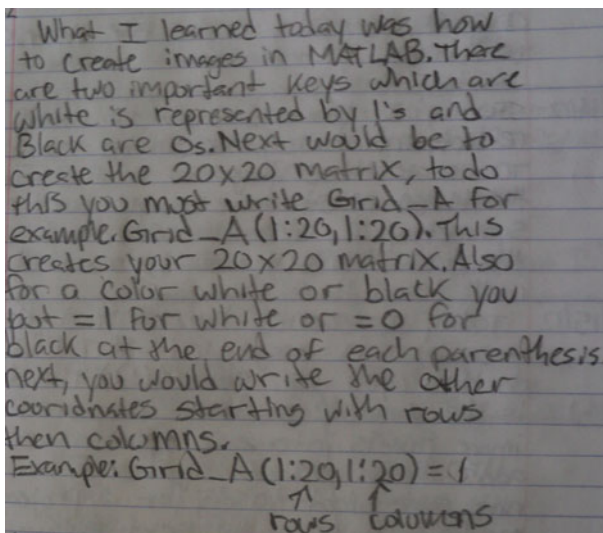 What I learned today was how
to create images in MATLAB. There
are two important keys which are
white is represented by 1's and
Black are 0s. Next would be to
create the 20x20 matrix, to do
this you must write Grid_A for
example. Grid_A(1:20,1:20). This
creates your 20x20 matrix. Also
for a color white or black you
put =1 for white or =0 for
black at the end of each parenthesis
next, you would write the other
couridnates starting with rows
then colomns.
Example: Grid_A(1:20,1:20)=1
rows colowmns